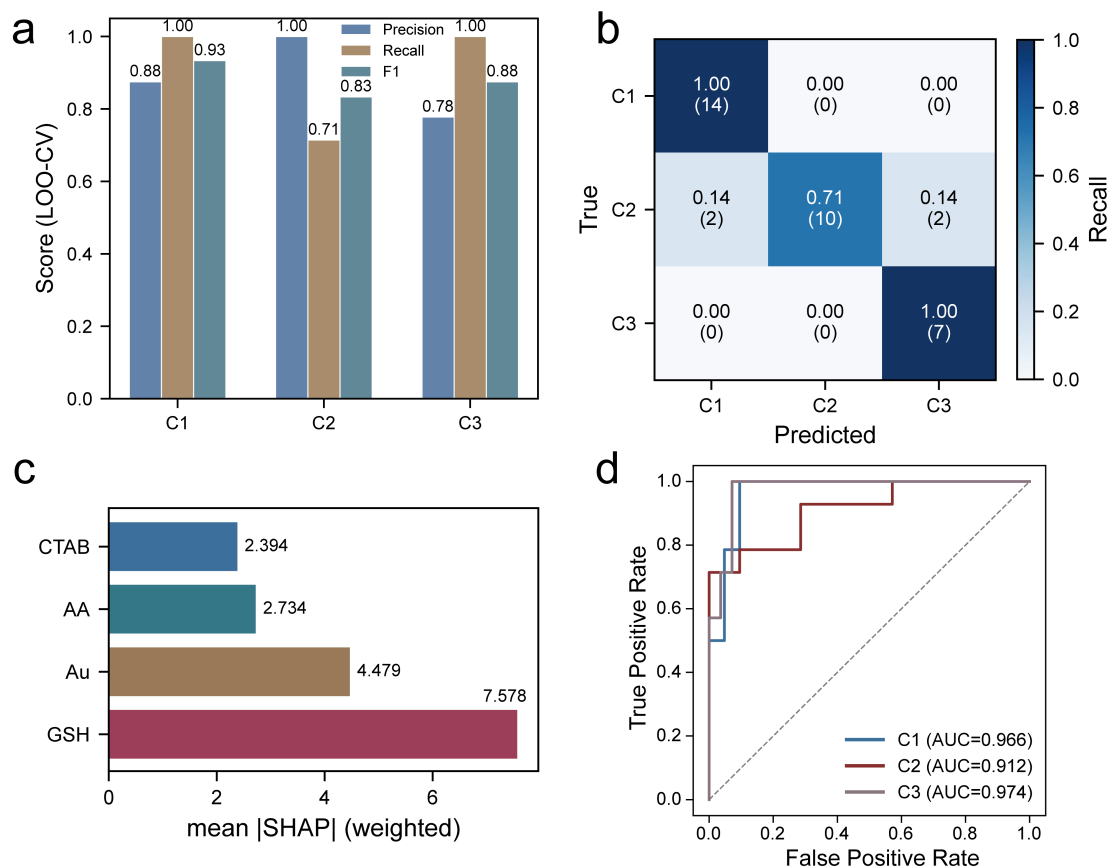 a
Score (LOO-CV)
1.0
0.8
0.6
0.4
0.2
0.0
0.88
1.00
0.93
1.00
0.71
0.83
0.78
1.00
0.88
Precision
Recall
F1
C1
C2
C3
b
True
C1
C2
C3
1.00
(14)
0.00
(0)
0.00
(0)
0.14
(2)
0.71
(10)
0.14
(2)
0.00
(0)
0.00
(0)
1.00
(7)
C1
C2
C3
Predicted
1.0
0.8
0.6
0.4
0.2
0.0
Recall
c
CTAB
2.394
AA
2.734
Au
4.479
GSH
7.578
0
2
4
6
mean |SHAP| (weighted)
d
True Positive Rate
1.0
0.8
0.6
0.4
0.2
0.0
C1 (AUC=0.966)
C2 (AUC=0.912)
C3 (AUC=0.974)
0.0
0.2
0.4
0.6
0.8
1.0
False Positive Rate